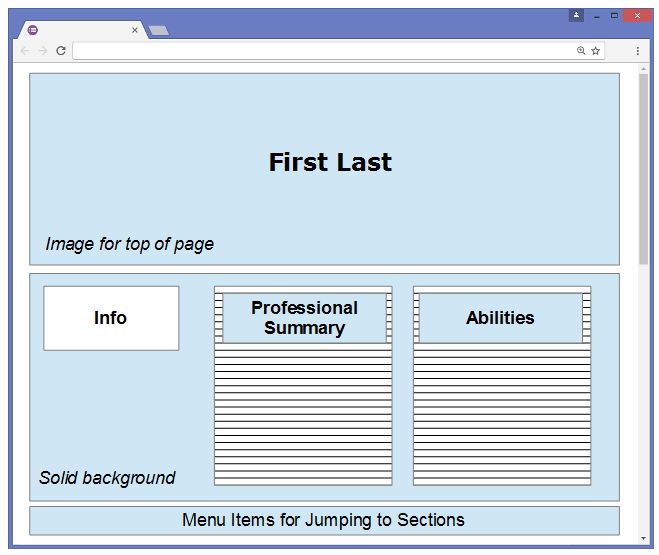 First Last
Image for top of page
Info
Professional
Summary
Abilities
Solid background
Menu Items for Jumping to Sections